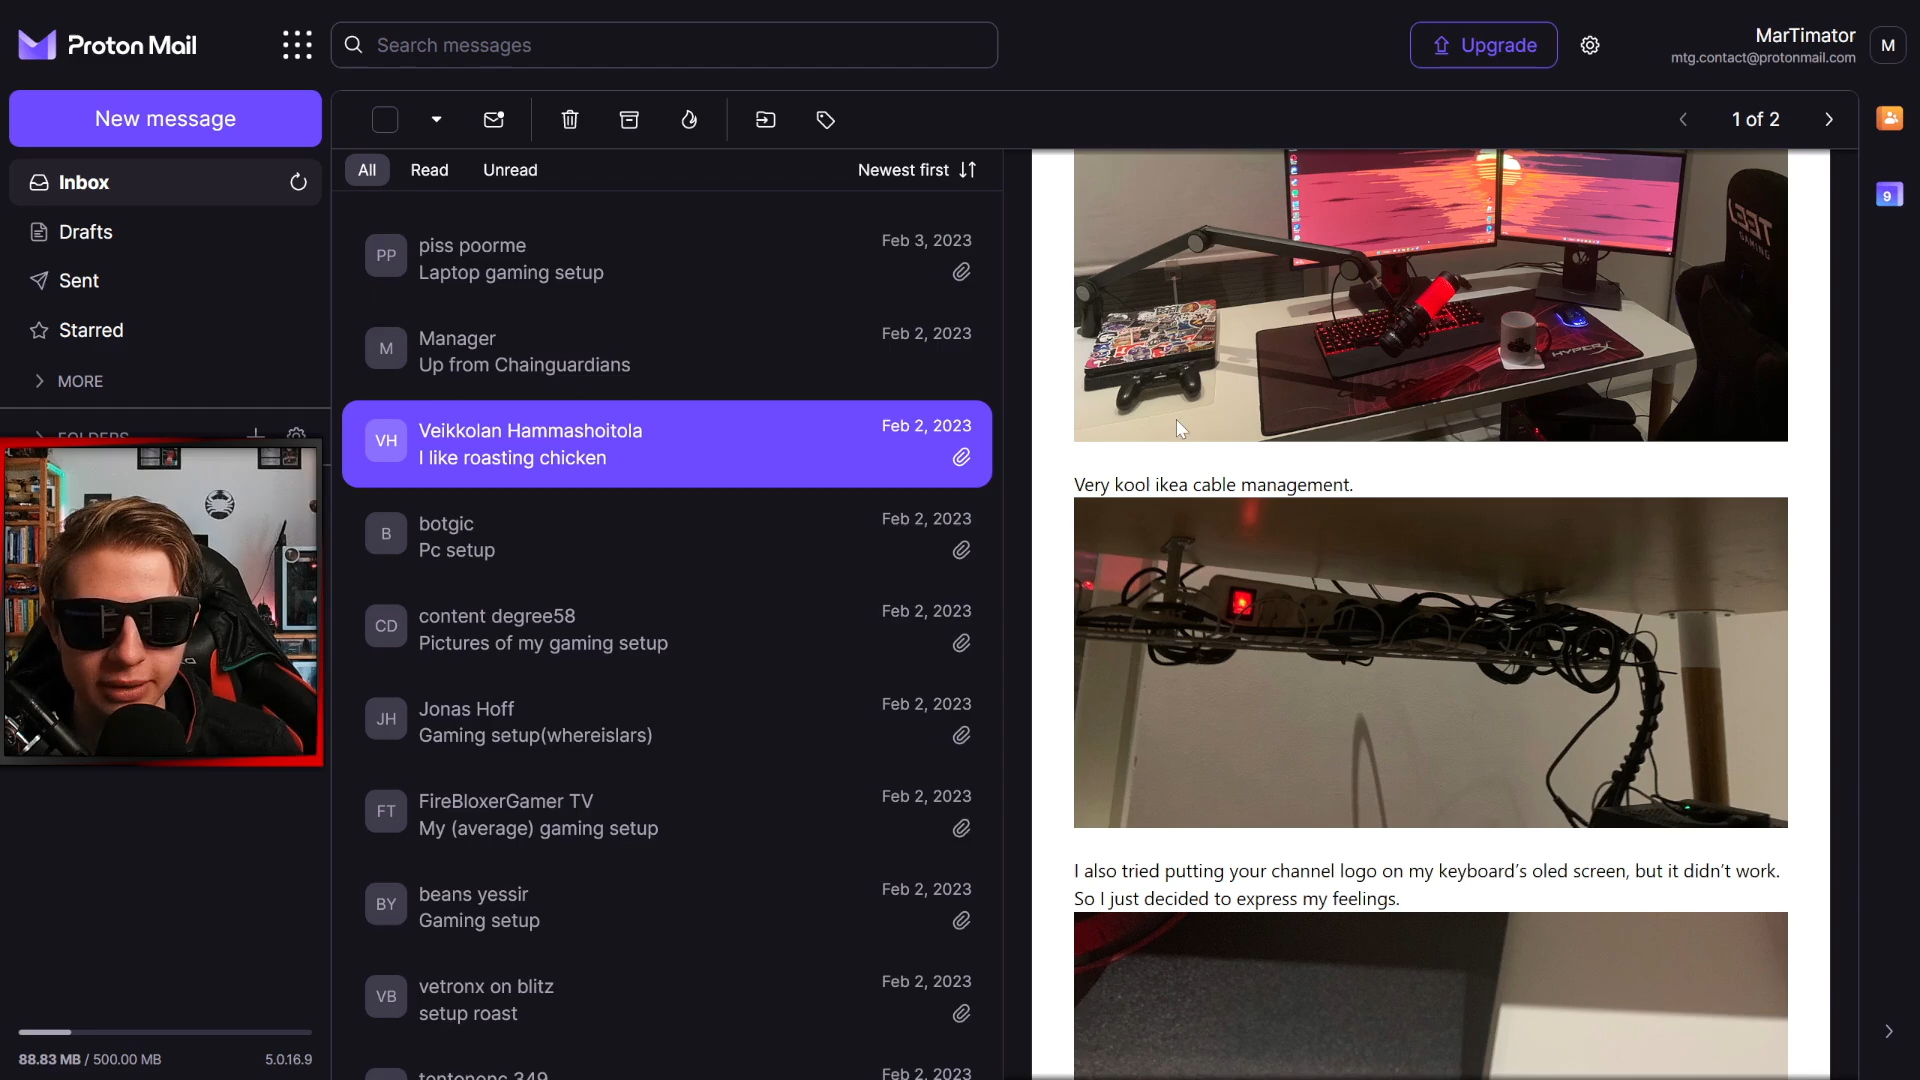 Proton Mail
Search messages
Upgrade
MarTimator
mtg.contact@protonmail.com
M
New message
1 of 2
Inbox
Drafts
Sent
Starred
MORE
FOLDERS
88.83 MB / 500.00 MB
5.0.16.9
All
Read
Unread
Newest first
PP
piss poorme
Feb 3, 2023
Laptop gaming setup
M
Manager
Feb 2, 2023
Up from Chainguardians
VH
Veikkolan Hammashoitola
Feb 2, 2023
I like roasting chicken
B
botgic
Feb 2, 2023
Pc setup
CD
content degree58
Feb 2, 2023
Pictures of my gaming setup
JH
Jonas Hoff
Feb 2, 2023
Gaming setup(whereislars)
FT
FireBloxerGamer TV
Feb 2, 2023
My (average) gaming setup
BY
beans yessir
Feb 2, 2023
Gaming setup
VB
vetronx on blitz
Feb 2, 2023
setup roast
Feb 2, 2023
L33T
GAMING
HYPERX
Very kool ikea cable management.
I also tried putting your channel logo on my keyboard's oled screen, but it didn't work.
So I just decided to express my feelings.
9